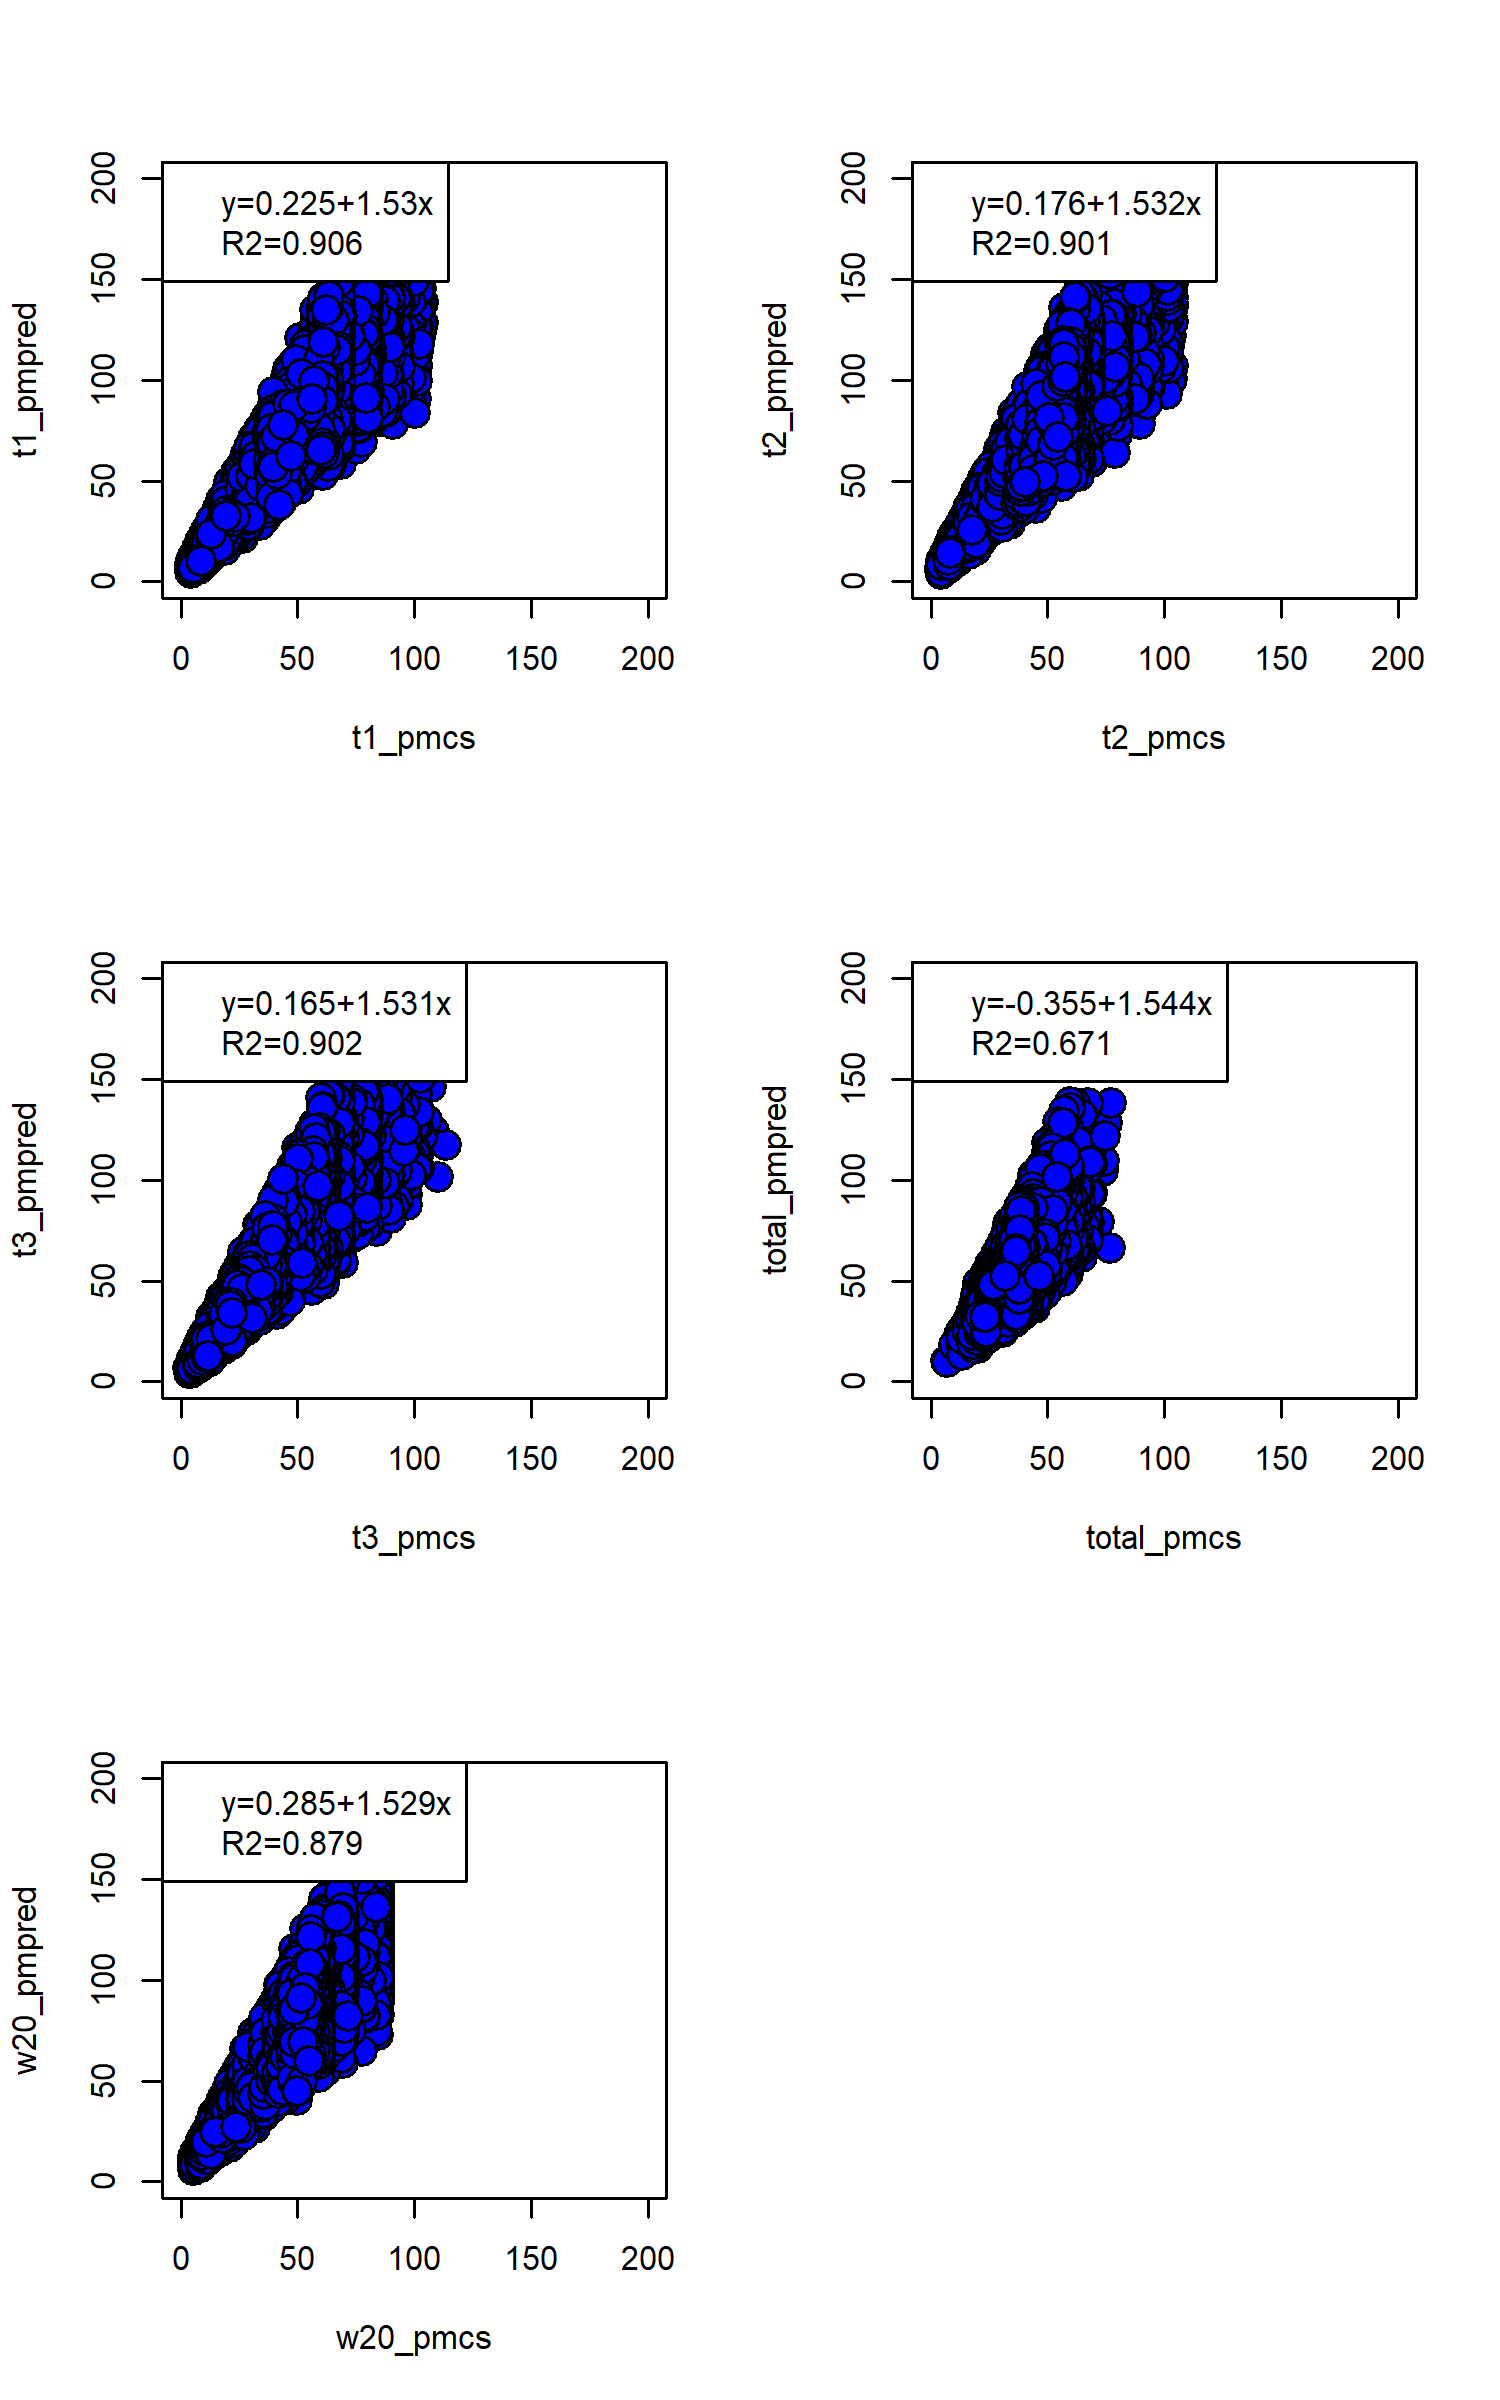 y=0.225+1.53x
R2=0.906
t1_pmpred
0 50 100 150 200
0 50 100 150 200
t1_pmcs
y=0.176+1.532x
R2=0.901
t2_pmpred
0 50 100 150 200
0 50 100 150 200
t2_pmcs
y=0.165+1.531x
R2=0.902
t3_pmpred
0 50 100 150 200
0 50 100 150 200
t3_pmcs
y=-0.355+1.544x
R2=0.671
total_pmpred
0 50 100 150 200
0 50 100 150 200
total_pmcs
y=0.285+1.529x
R2=0.879
w20_pmpred
0 50 100 150 200
0 50 100 150 200
w20_pmcs